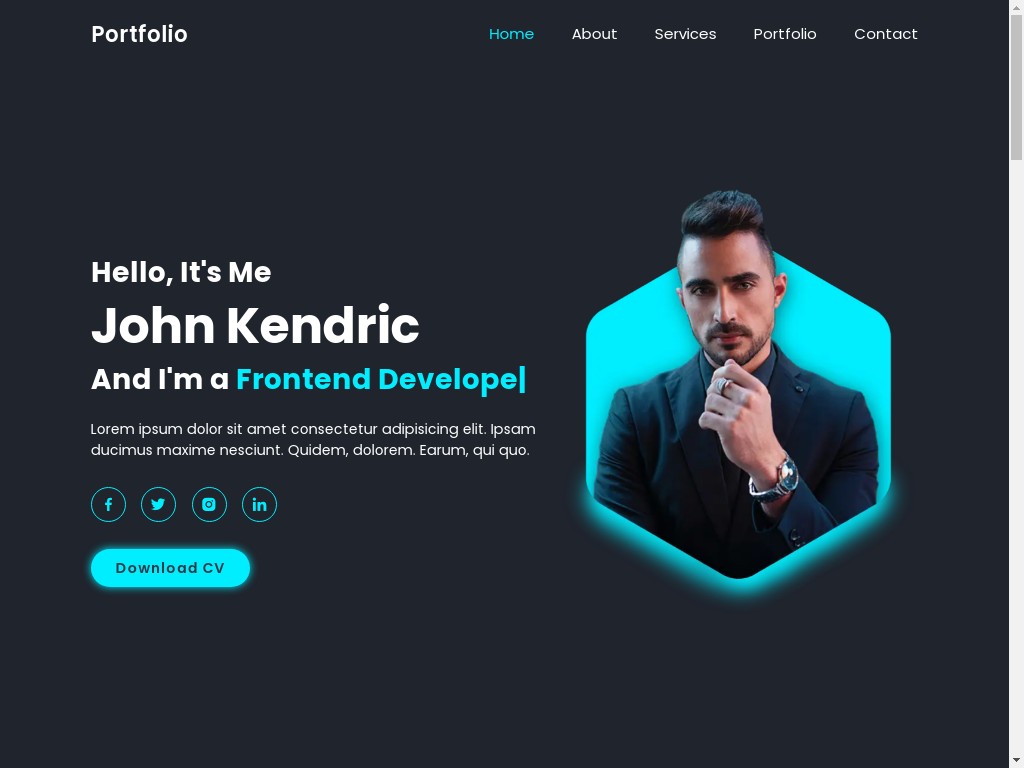 Portfolio
Home About Services Portfolio Contact
Hello, It's Me
John Kendric
And I'm a Frontend Develope|
Lorem ipsum dolor sit amet consectetur adipisicing elit. Ipsam
ducimus maxime nesciunt. Quidem, dolorem. Earum, qui quo.
Download CV